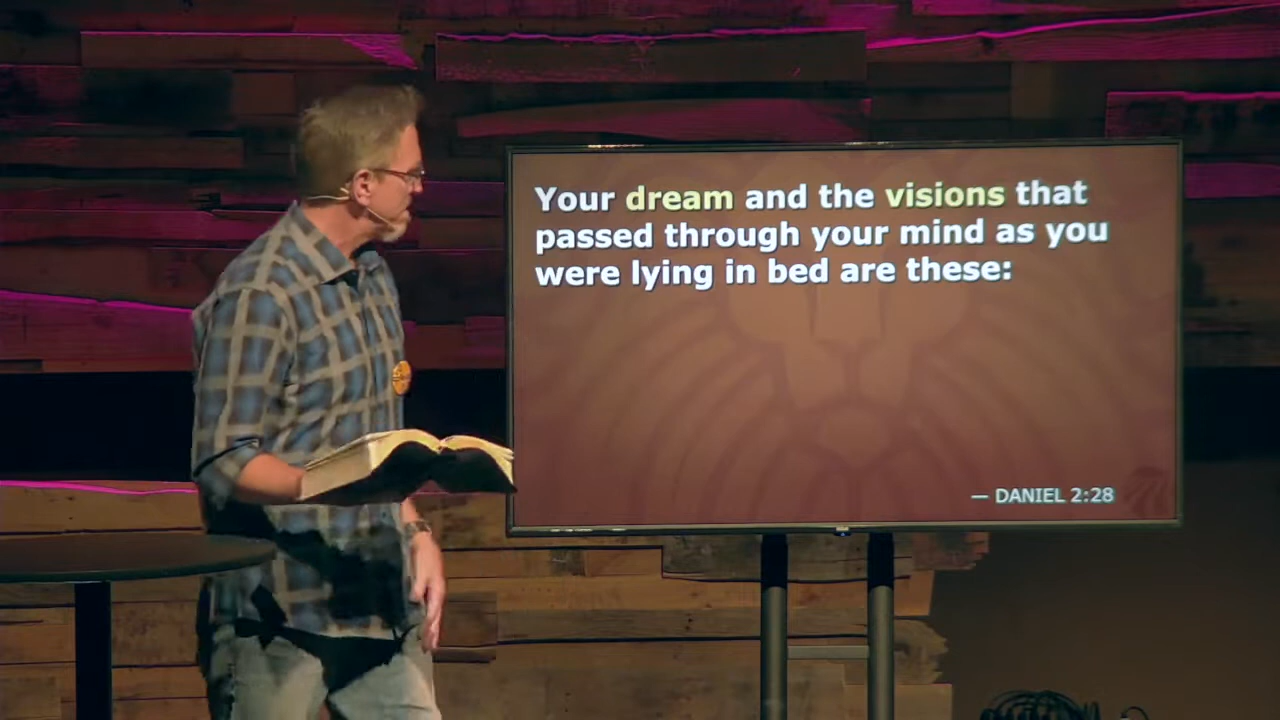 Your dream and the visions that
passed through your mind as you
were lying in bed are these:
— DANIEL 2:28